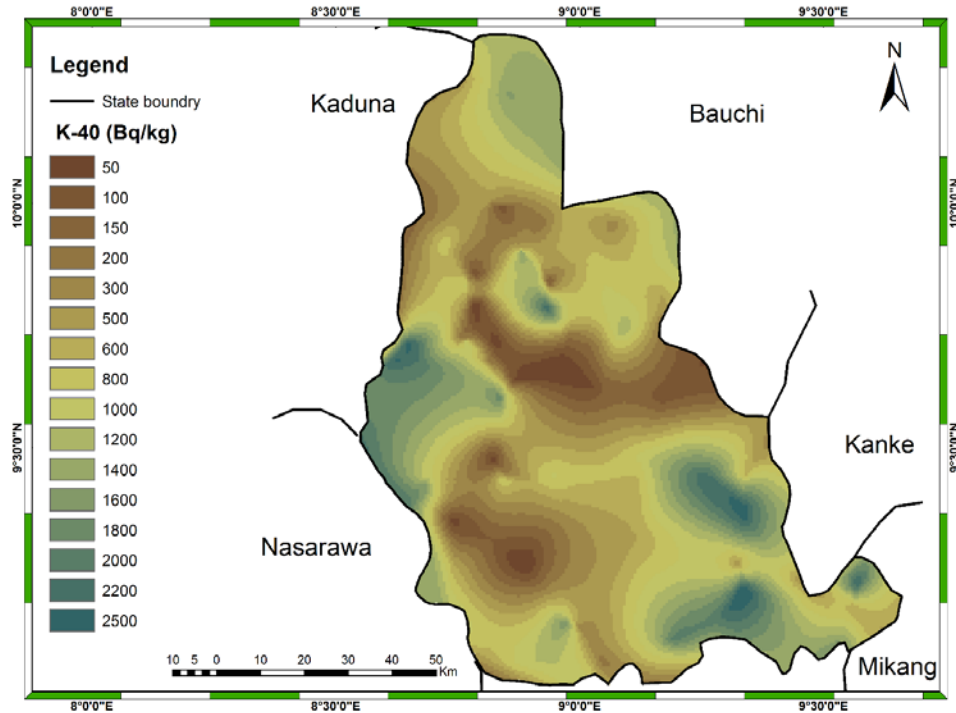 8°0'0"E 8°30'0"E 9°0'0"E 9°30'0"E
Legend
State boundry
K-40 (Bq/kg)
50
100
150
200
300
500
600
800
1000
1200
1400
1600
1800
2000
2200
2500
Kaduna
Bauchi
N
Kanke
Nasarawa
Mikang
10°0'0"N
9°30'0"N
10°0'0"N
9°30'0"N
10 5 0 10 20 30 40 50
Km
8°0'0"E 8°30'0"E 9°0'0"E 9°30'0"E